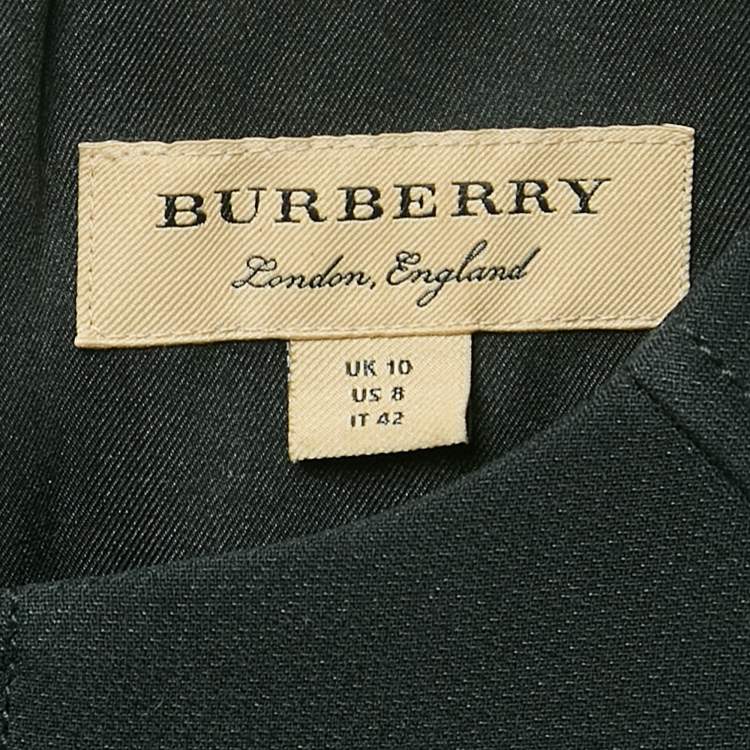 BURBERRY
London, England
UK 10
US 8
IT 42